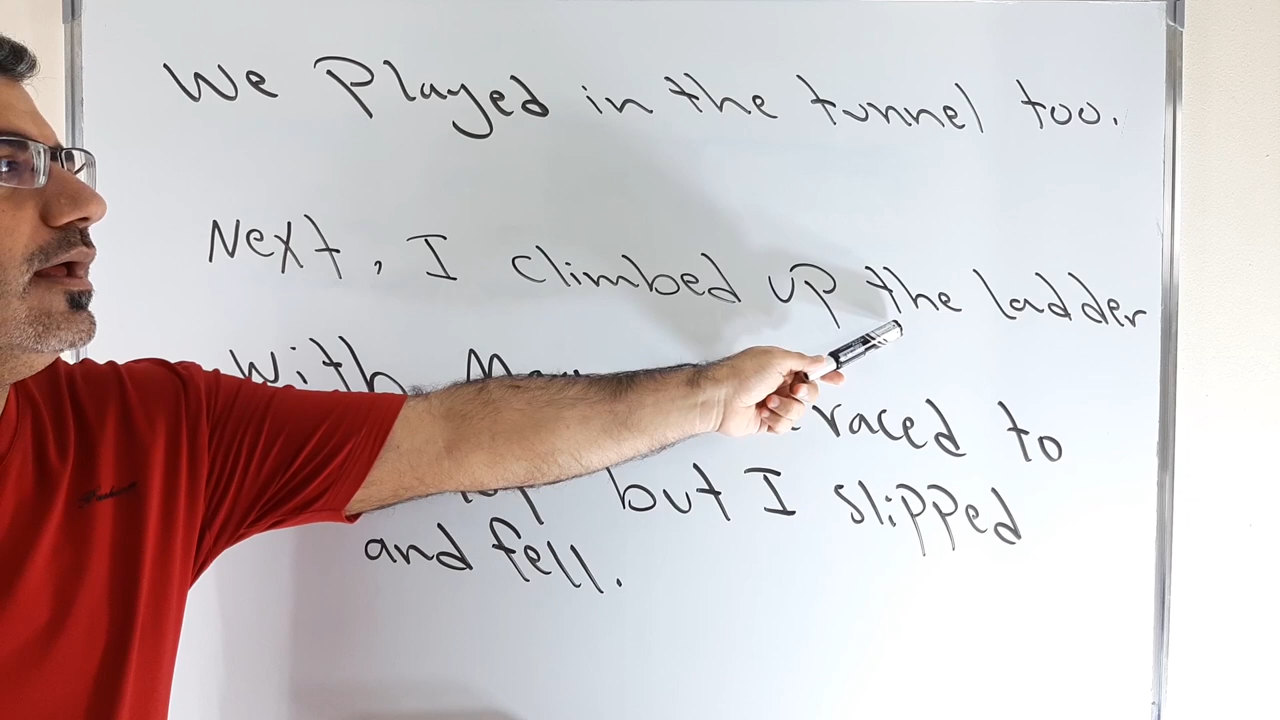 We Played in the tunnel too.
Next, I climbed up the ladder
with
raced to
but I slipped
and fell.